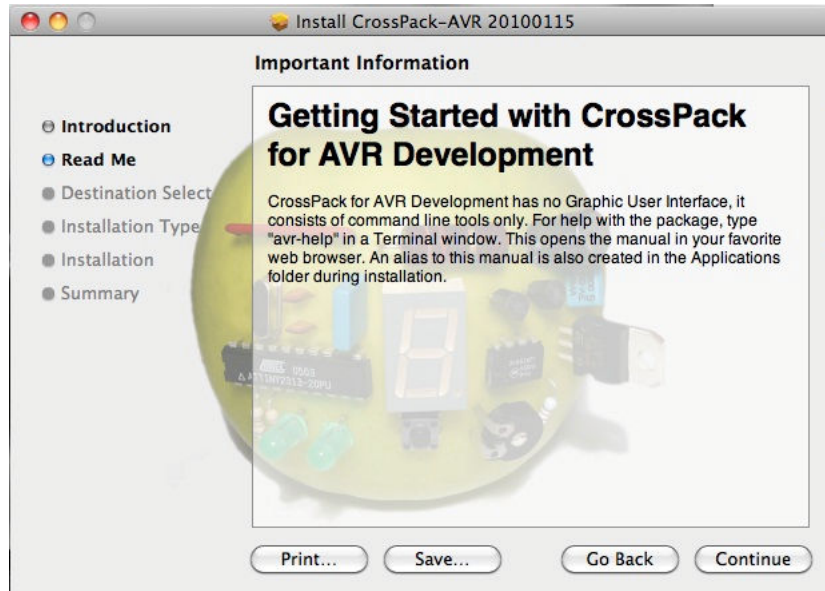 Install CrossPack-AVR 20100115
Important Information
Introduction
Read Me
Destination Select
Installation Type
Installation
Summary
Getting Started with CrossPack
for AVR Development
CrossPack for AVR Development has no Graphic User Interface, it
consists of command line tools only. For help with the package, type
"avr-help" in a Terminal window. This opens the manual in your favorite
web browser. An alias to this manual is also created in the Applications
folder during installation.
ATMEL 0503
ATTINY2313-20PU
Print...
Save...
Go Back
Continue